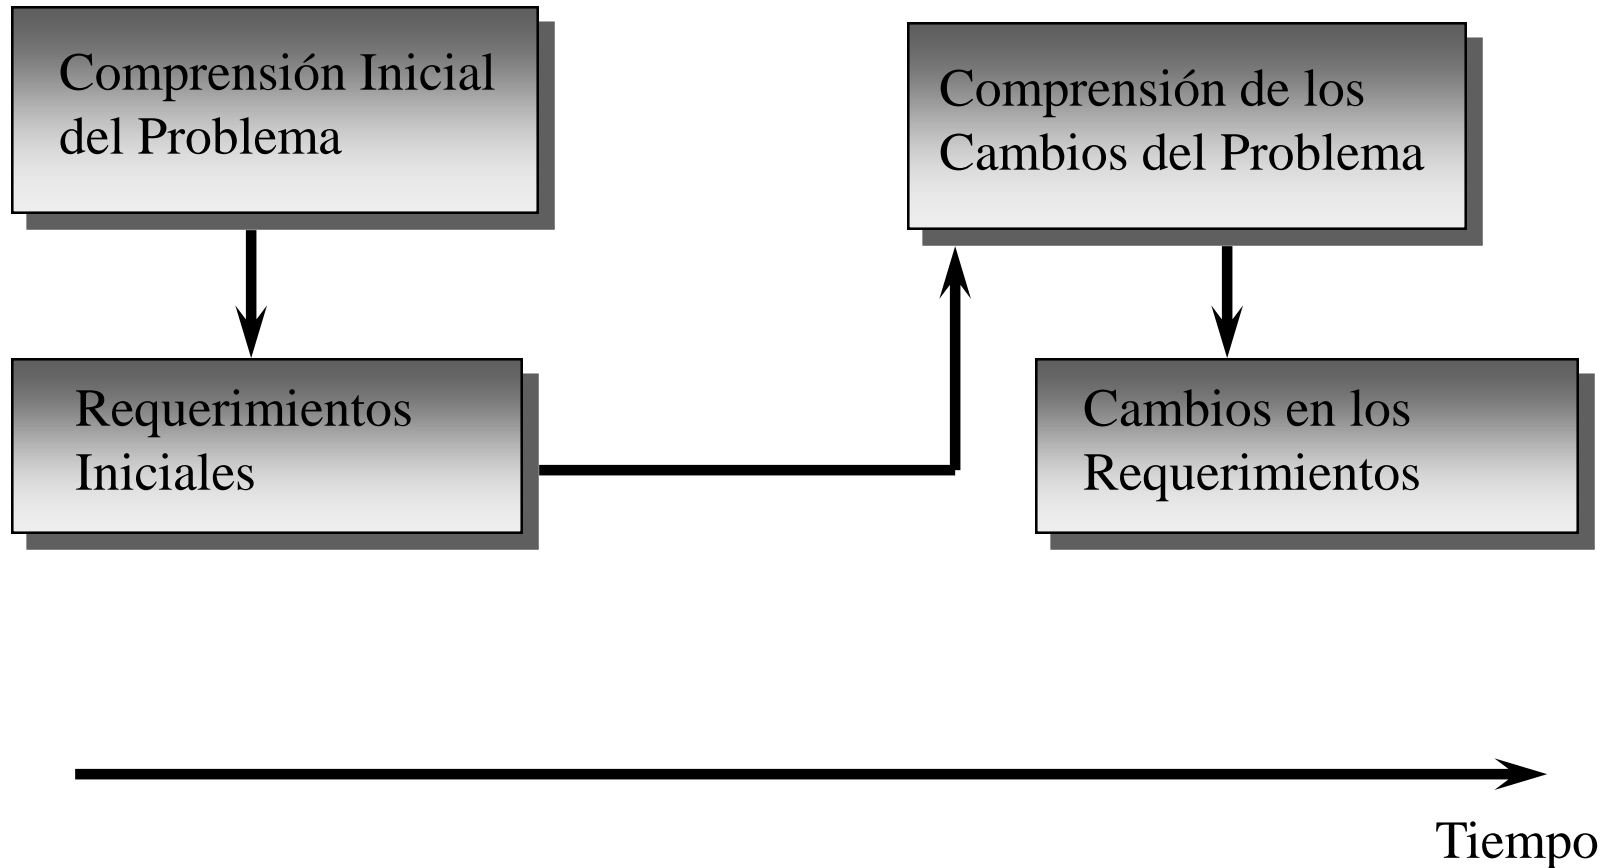 Comprensión Inicial
del Problema
Comprensión de los
Cambios del Problema
Requerimientos
Iniciales
Cambios en los
Requerimientos
Tiempo